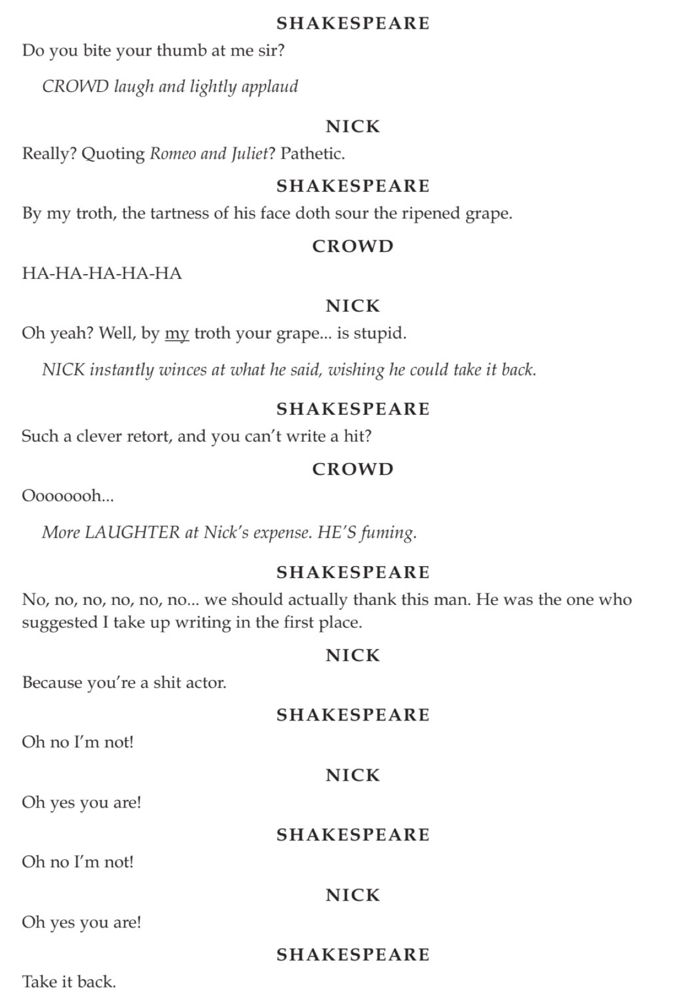 SHAKESPEARE
Do you bite your thumb at me sir?
CROWD laugh and lightly applaud
NICK
Really? Quoting Romeo and Juliet? Pathetic.
SHAKESPEARE
By my troth, the tartness of his face doth sour the ripened grape.
CROWD
HA-HA-HA-HA-HA
NICK
Oh yeah? Well, by my troth your grape... is stupid.
NICK instantly winces at what he said, wishing he could take it back.
SHAKESPEARE
Such a clever retort, and you can’t write a hit?
CROWD
Oooooooh...
More LAUGHTER at Nick’s expense. HE’S fuming.
SHAKESPEARE
No, no, no, no, no, no... we should actually thank this man. He was the one who
suggested I take up writing in the first place.
NICK
Because you’re a shit actor.
SHAKESPEARE
Oh no I’m not!
NICK
Oh yes you are!
SHAKESPEARE
Oh no I’m not!
NICK
Oh yes you are!
SHAKESPEARE
Take it back.